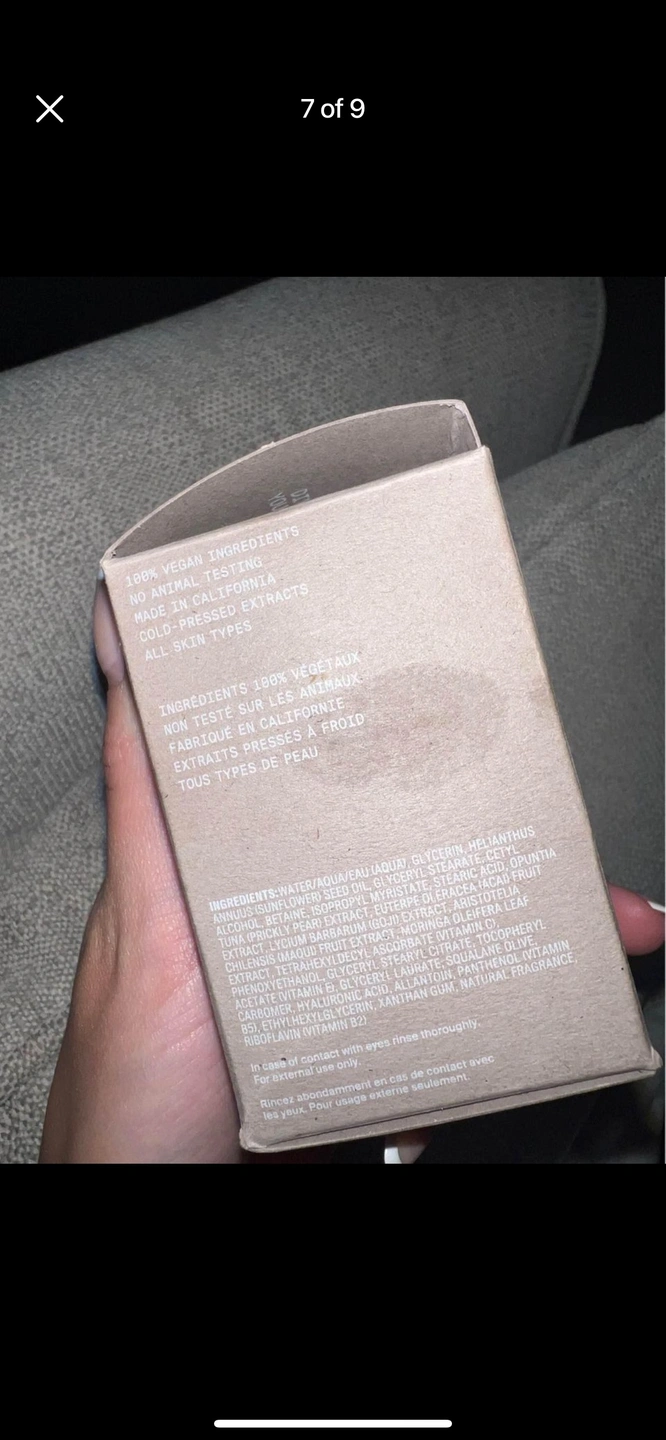 7 of 9
100% VEGAN INGREDIENTS
NO ANIMAL TESTING
MADE IN CALIFORNIA
COLD-PRESSED EXTRACTS
ALL SKIN TYPES
INGRÉDIENTS 100% VÉGÉTAUX
NON TESTÉ SUR LES ANIMAUX
FABRIQUÉ EN CALIFORNIE
EXTRAITS PRESSÉS À FROID
TOUS TYPES DE PEAU
INGREDIENTS:WATER/AQUA/EAU (AQUA), GLYCERIN, HELIANTHUS
ANNUUS (SUNFLOWER) SEED OIL, GLYCERYL STEARATE, CETYL
ALCOHOL, BETAINE, ISOPROPYL MYRISTATE, STEARIC ACID, OPUNTIA
TUNA (PRICKLY PEAR) EXTRACT, EUTERPE OLERACEA (ACAI) FRUIT
EXTRACT, LYCIUM BARBARUM (GOJI) EXTRACT, ARISTOTELIA
CHILENSIS (MAQUI) FRUIT EXTRACT, MORINGA OLEIFERA LEAF
EXTRACT, TETRAHEXYLDECYL ASCORBATE (VITAMIN C),
PHENOXYETHANOL, GLYCERYL STEARYL CITRATE, TOCOPHERYL
ACETATE (VITAMIN E), GLYCERYL LAURATE, SQUALANE OLIVE,
CARBOMER, HYALURONIC ACID, ALLANTOIN, PANTHENOL (VITAMIN
B5), ETHYLHEXYLGLYCERIN, XANTHAN GUM, NATURAL FRAGRANCE,
RIBOFLAVIN (VITAMIN B2)
In case of contact with eyes rinse thoroughly.
For external use only.
Rincez abondamment en cas de contact avec
les yeux. Pour usage externe seulement.